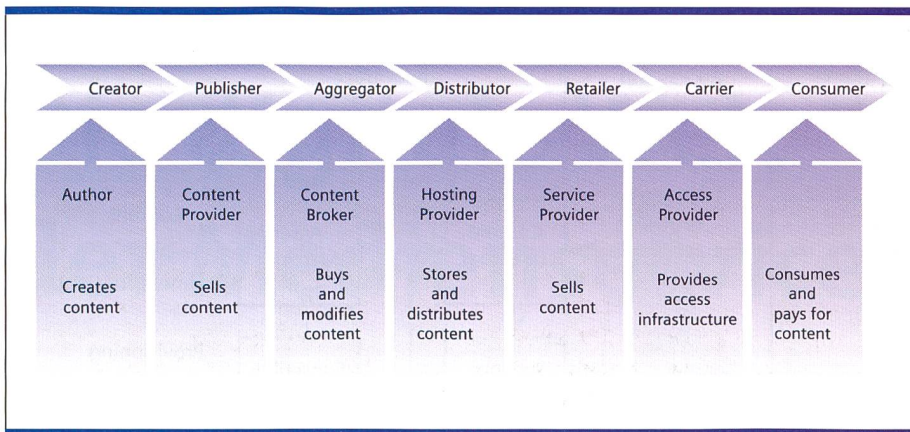 Creator
Publisher
Aggregator
Distributor
Retailer
Carrier
Consumer
Author
Creates
content
Content
Provider
Sells
content
Content
Broker
Buys
and
modifies
content
Hosting
Provider
Stores
and
distributes
content
Service
Provider
Sells
content
Access
Provider
Provides
access
infrastructure
Consumes
and
pays for
content